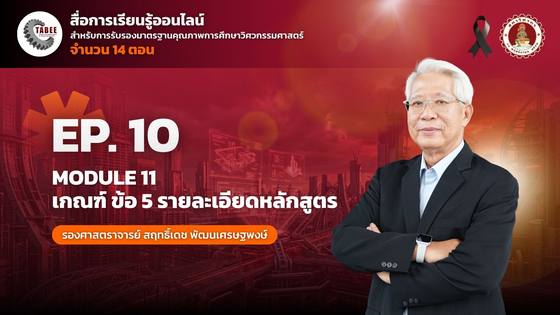 TABEE
สื่อการเรียนรู้ออนไลน์
สำหรับการรับรองมาตรฐานคุณภาพการศึกษาวิศวกรรมศาสตร์
จำนวน 14 ตอน
EP. 10
MODULE 11
เกณฑ์ ข้อ 5 รายละเอียดหลักสูตร
รองศาสตราจารย์ สฤทธิ์เดช พัฒนเศรษฐพงษ์